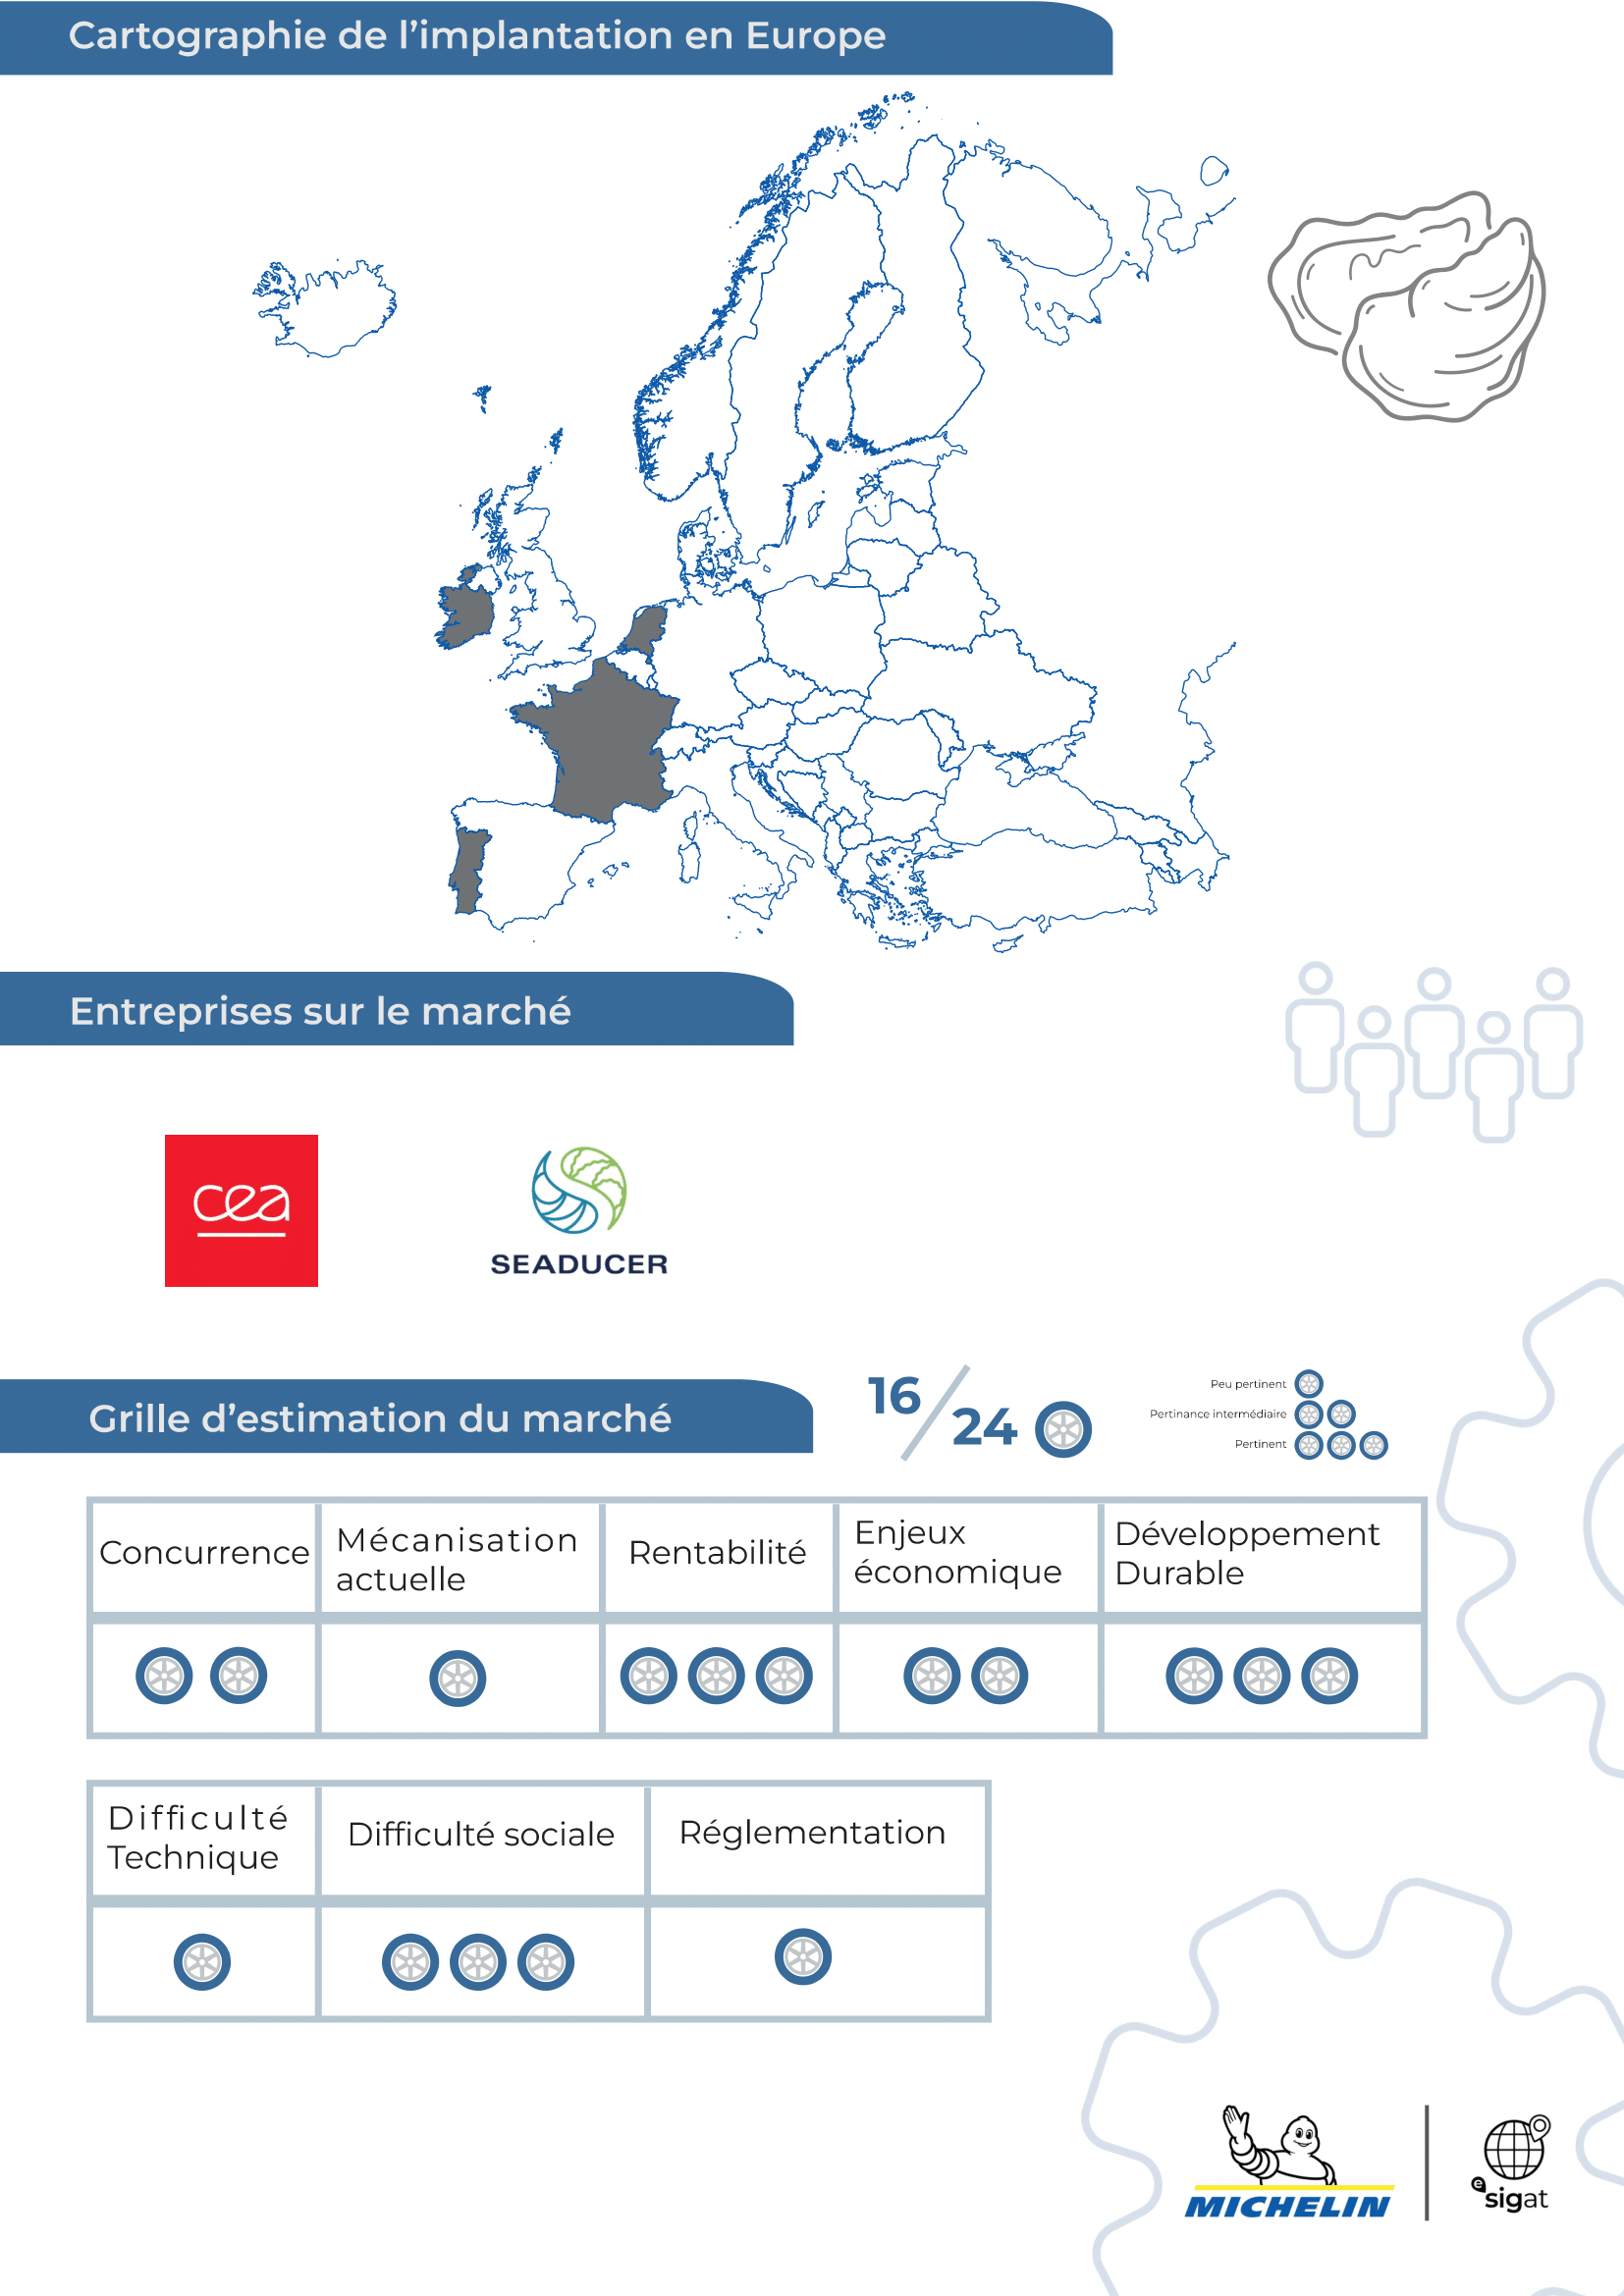 Cartographie de l’implantation en Europe
Entreprises sur le marché
cea
SEADUCER
Grille d’estimation du marché
16/24
Peu pertinent
Pertinance intermédiaire
Pertinent
Concurrence
Mécanisation
actuelle
Rentabilité
Enjeux
économique
Développement
Durable
Difficulté
Technique
Difficulté sociale
Réglementation
MICHELIN
e
sigat